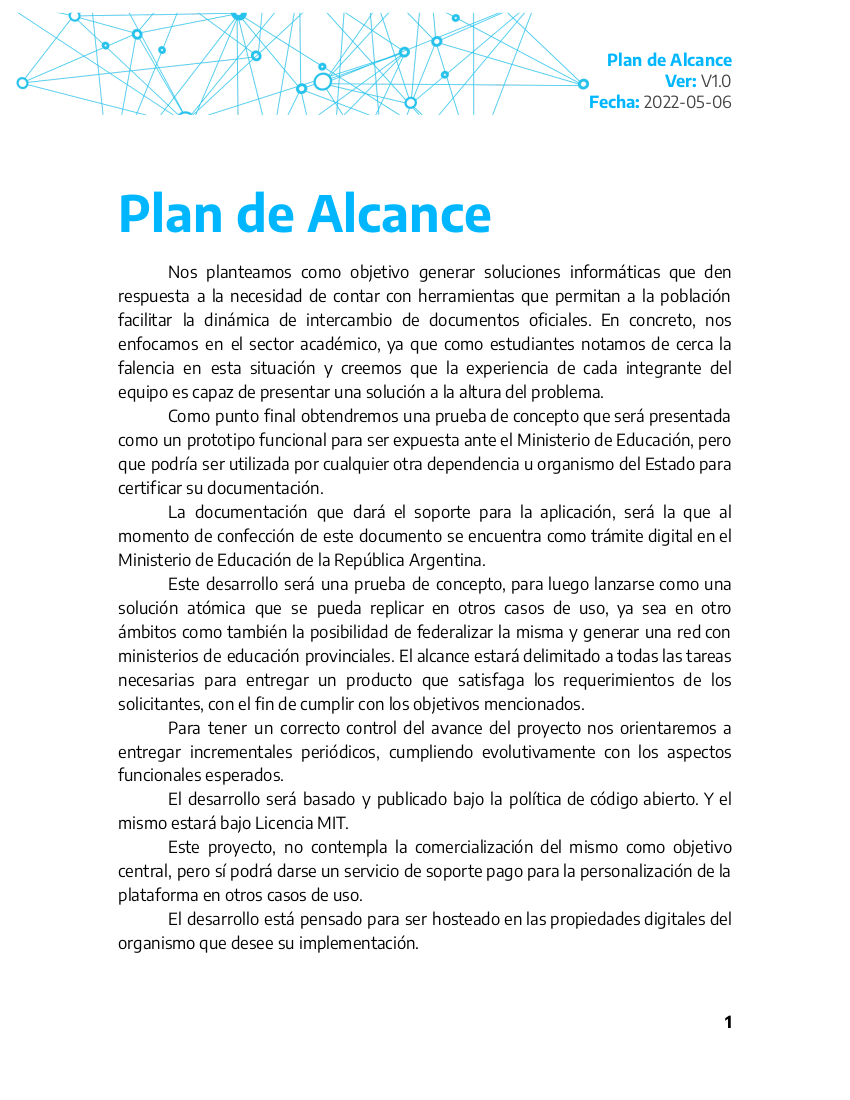 Plan de Alcance
Ver: V1.0
Fecha: 2022-05-06
Plan de Alcance
Nos planteamos como objetivo generar soluciones informáticas que den
respuesta a la necesidad de contar con herramientas que permitan a la población
facilitar la dinámica de intercambio de documentos oficiales. En concreto, nos
enfocamos en el sector académico, ya que como estudiantes notamos de cerca la
falencia en esta situación y creemos que la experiencia de cada integrante del
equipo es capaz de presentar una solución a la altura del problema.
Como punto final obtendremos una prueba de concepto que será presentada
como un prototipo funcional para ser expuesta ante el Ministerio de Educación, pero
que podría ser utilizada por cualquier otra dependencia u organismo del Estado para
certificar su documentación.
La documentación que dará el soporte para la aplicación, será la que al
momento de confección de este documento se encuentra como trámite digital en el
Ministerio de Educación de la República Argentina.
Este desarrollo será una prueba de concepto, para luego lanzarse como una
solución atómica que se pueda replicar en otros casos de uso, ya sea en otro
ámbitos como también la posibilidad de federalizar la misma y generar una red con
ministerios de educación provinciales. El alcance estará delimitado a todas las tareas
necesarias para entregar un producto que satisfaga los requerimientos de los
solicitantes, con el fin de cumplir con los objetivos mencionados.
Para tener un correcto control del avance del proyecto nos orientaremos a
entregar incrementales periódicos, cumpliendo evolutivamente con los aspectos
funcionales esperados.
El desarrollo será basado y publicado bajo la política de código abierto. Y el
mismo estará bajo Licencia MIT.
Este proyecto, no contempla la comercialización del mismo como objetivo
central, pero sí podrá darse un servicio de soporte pago para la personalización de la
plataforma en otros casos de uso.
El desarrollo está pensado para ser hosteado en las propiedades digitales del
organismo que desee su implementación.
1